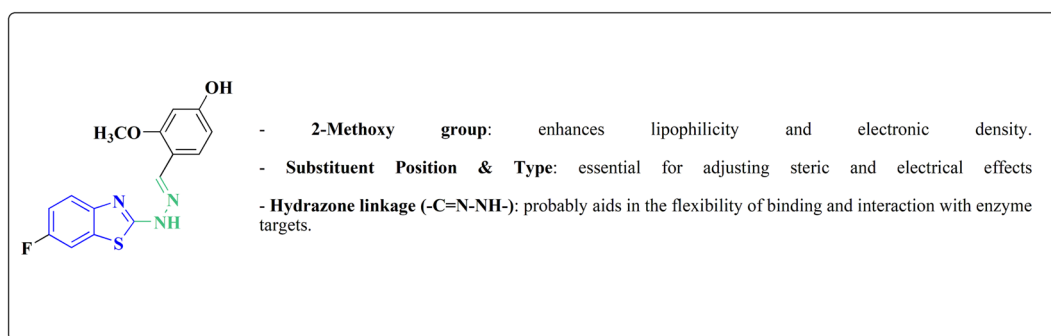 OH
H₃CO
N
N
NH
S
F
- 2-Methoxy group: enhances lipophilicity and electronic density.
- Substituent Position & Type: essential for adjusting steric and electrical effects
- Hydrazone linkage (-C=N-NH-): probably aids in the flexibility of binding and interaction with enzyme
targets.